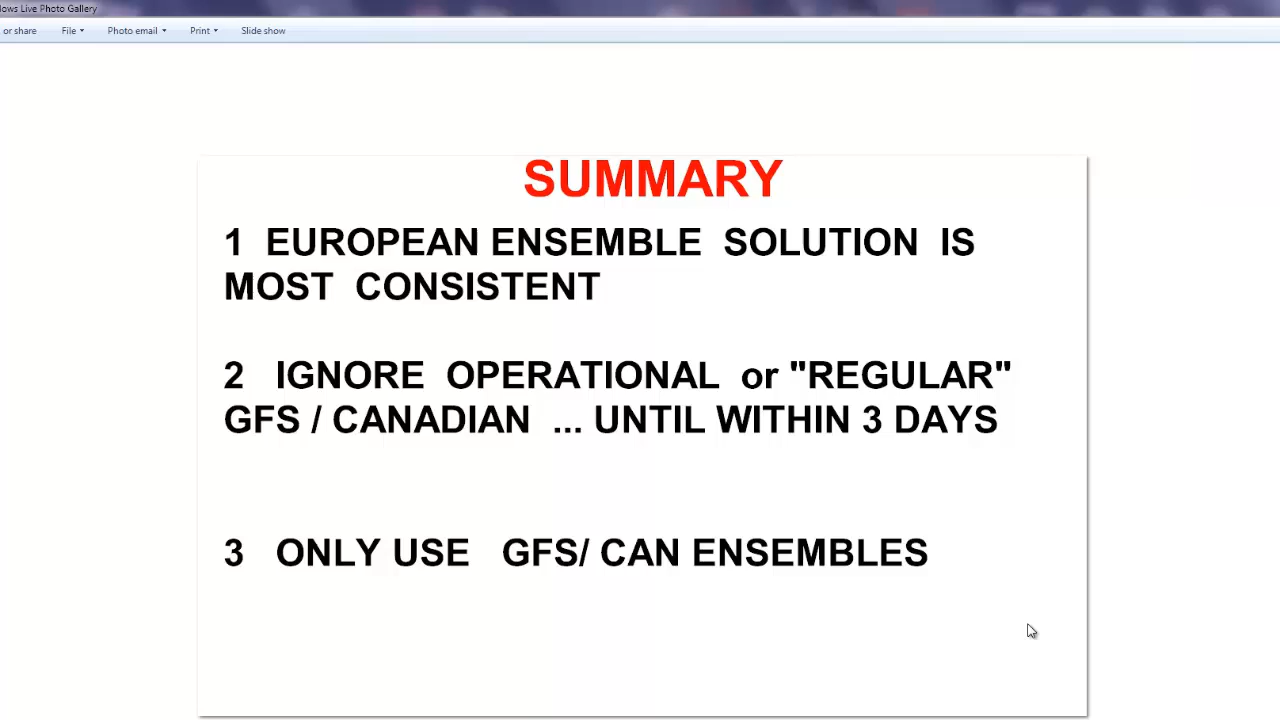 ows Live Photo Gallery
or share File Photo email Print Slide show
SUMMARY
1 EUROPEAN ENSEMBLE SOLUTION IS
MOST CONSISTENT
2 IGNORE OPERATIONAL or "REGULAR"
GFS / CANADIAN ... UNTIL WITHIN 3 DAYS
3 ONLY USE GFS/ CAN ENSEMBLES